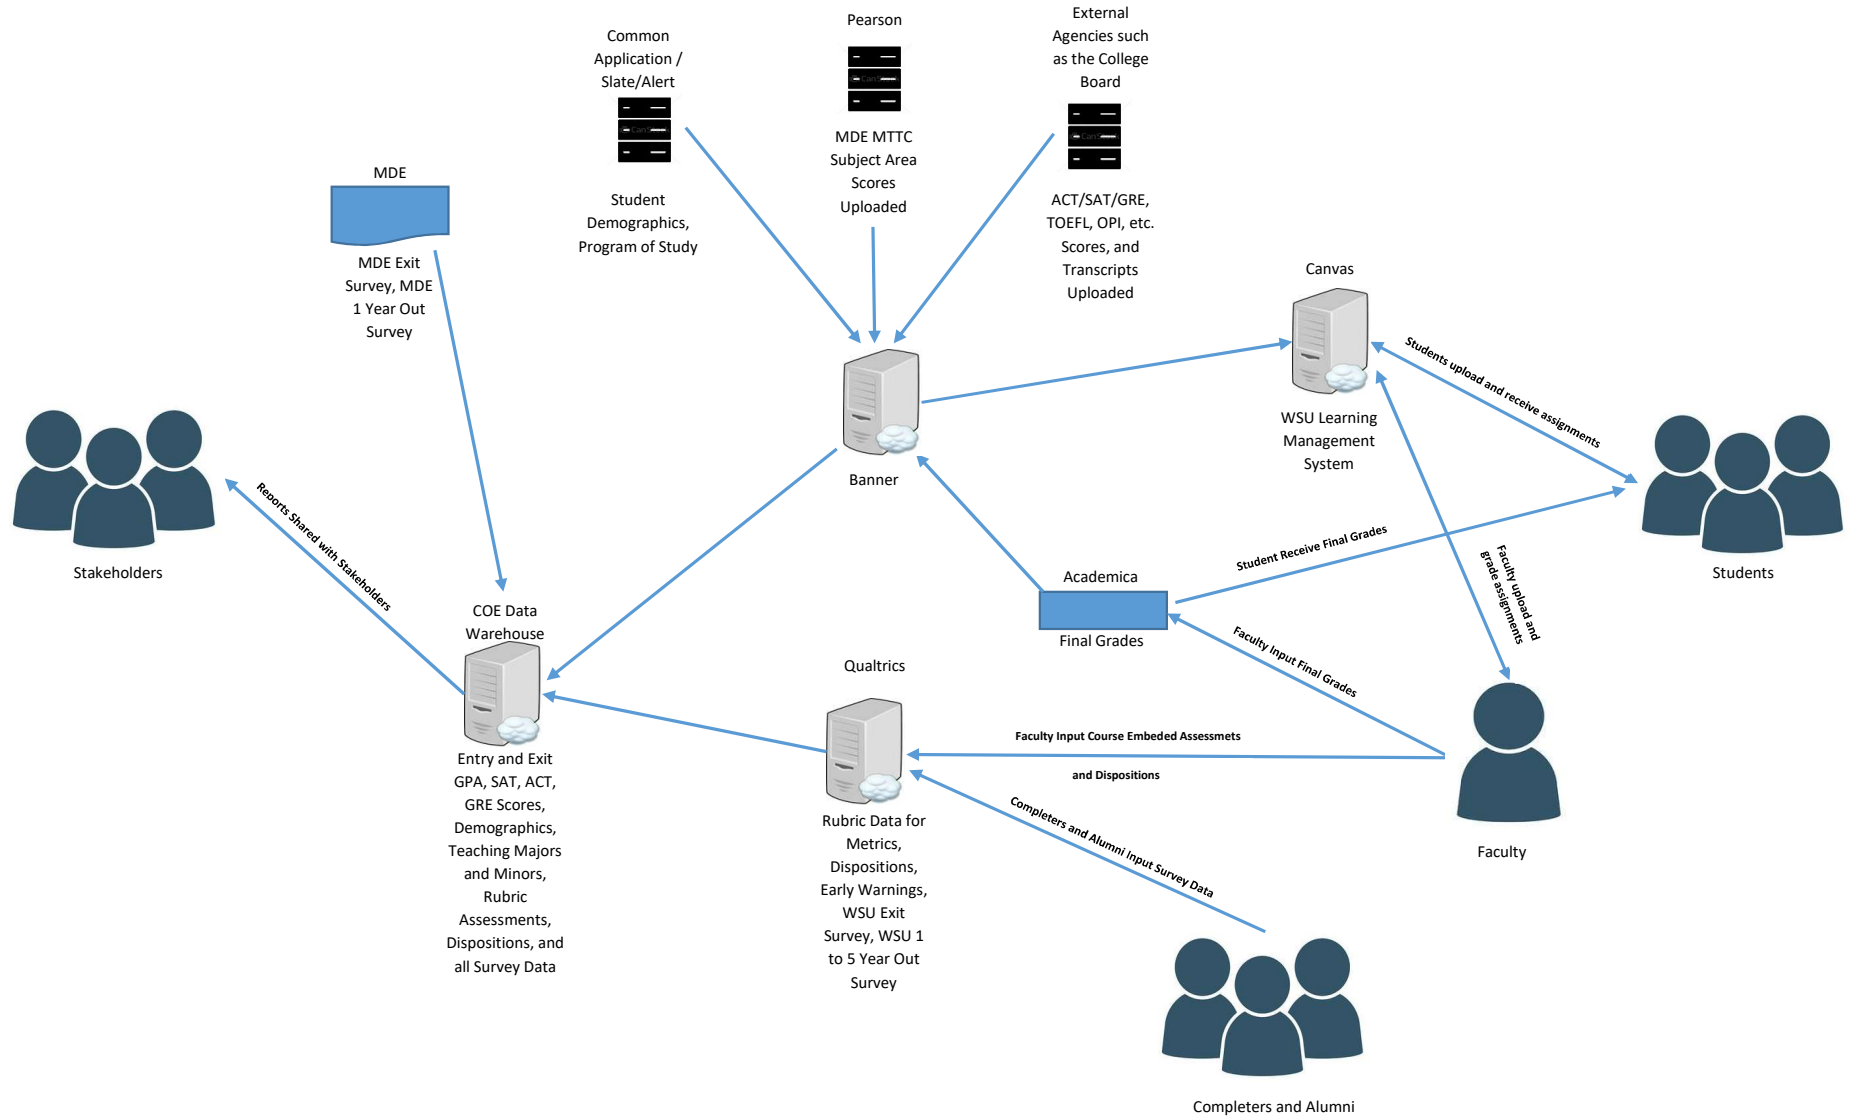 Common
Application /
Slate/Alert
Student
Demographics,
Program of Study
Pearson
MDE MTTC
Subject Area
Scores
Uploaded
External
Agencies such
as the College
Board
ACT/SAT/GRE,
TOEFL, OPI, etc.
Scores, and
Transcripts
Uploaded
MDE
MDE Exit
Survey, MDE
1 Year Out
Survey
Canvas
WSU Learning
Management
System
Banner
Students upload and receive assignments
Stakeholders
Reports Shared with Stakeholders
Students
Student Receive Final Grades
Faculty upload and
grade assignments
Academica
Final Grades
Faculty Input Final Grades
COE Data
Warehouse
Entry and Exit
GPA, SAT, ACT,
GRE Scores,
Demographics,
Teaching Majors
and Minors,
Rubric
Assessments,
Dispositions, and
all Survey Data
Qualtrics
Rubric Data for
Metrics,
Dispositions,
Early Warnings,
WSU Exit
Survey, WSU 1
to 5 Year Out
Survey
Faculty Input Course Embeded Assessmets
and Dispositions
Completers and Alumni Input Survey Data
Faculty
Completers and Alumni